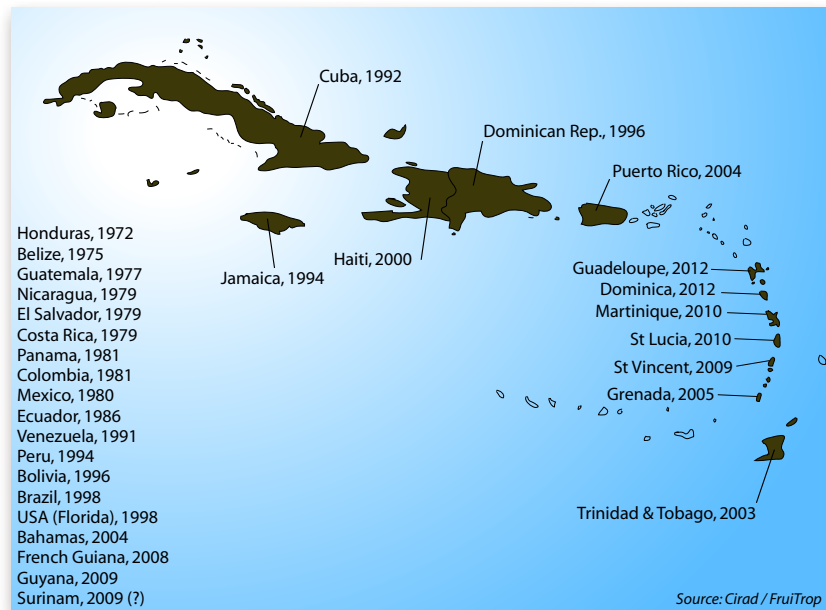 Cuba, 1992
Dominican Rep., 1996
Puerto Rico, 2004
Haiti, 2000
Jamaica, 1994
Guadeloupe, 2012
Dominica, 2012
Martinique, 2010
St Lucia, 2010
St Vincent, 2009
Grenada, 2005
Trinidad & Tobago, 2003
Honduras, 1972
Belize, 1975
Guatemala, 1977
Nicaragua, 1979
El Salvador, 1979
Costa Rica, 1979
Panama, 1981
Colombia, 1981
Mexico, 1980
Ecuador, 1986
Venezuela, 1991
Peru, 1994
Bolivia, 1996
Brazil, 1998
USA (Florida), 1998
Bahamas, 2004
French Guiana, 2008
Guyana, 2009
Surinam, 2009 (?)
Source: Cirad / FruiTrop